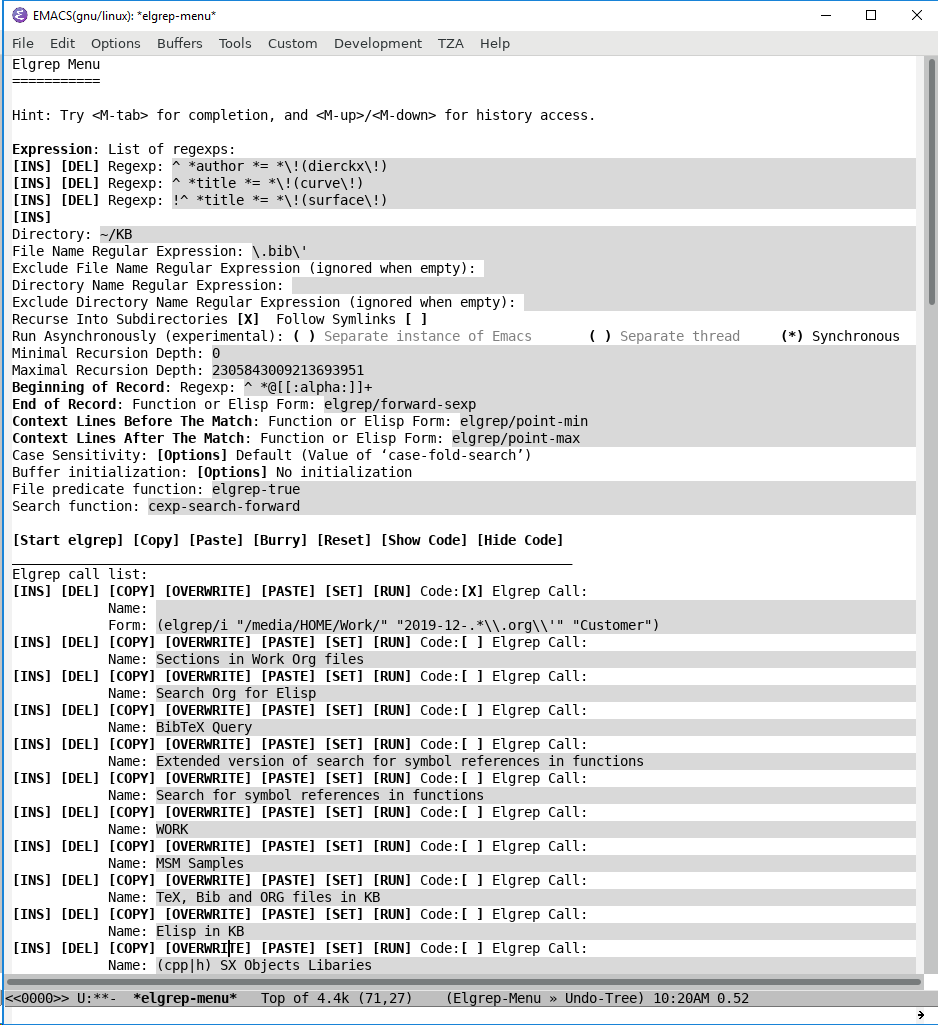 EMACS(gnu/linux): *elgrep-menu*
File Edit Options Buffers Tools Custom Development TZA Help
Elgrep Menu
===========
Hint: Try <M-tab> for completion, and <M-up>/<M-down> for history access.
Expression: List of regexps:
[INS] [DEL] Regexp: ^ *author *= *\!(dierckx\!)
[INS] [DEL] Regexp: ^ *title *= *\!(curve\!)
[INS] [DEL] Regexp: !^ *title *= *\!(surface\!)
[INS]
Directory: ~/KB
File Name Regular Expression: \.bib\'
Exclude File Name Regular Expression (ignored when empty):
Directory Name Regular Expression:
Exclude Directory Name Regular Expression (ignored when empty):
Recurse Into Subdirectories [X]  Follow Symlinks [ ]
Run Asynchronously (experimental): ( ) Separate instance of Emacs       ( ) Separate thread     (*) Synchronous
Minimal Recursion Depth: 0
Maximal Recursion Depth: 2305843009213693951
Beginning of Record: Regexp: ^ *@[[:alpha:]]+
End of Record: Function or Elisp Form: elgrep/forward-sexp
Context Lines Before The Match: Function or Elisp Form: elgrep/point-min
Context Lines After The Match: Function or Elisp Form: elgrep/point-max
Case Sensitivity: [Options] Default (Value of ‘case-fold-search’)
Buffer initialization: [Options] No initialization
File predicate function: elgrep-true
Search function: cexp-search-forward
[Start elgrep] [Copy] [Paste] [Burry] [Reset] [Show Code] [Hide Code]
Elgrep call list:
[INS] [DEL] [COPY] [OVERWRITE] [PASTE] [SET] [RUN] Code:[X] Elgrep Call:
Name:
Form: (elgrep/i "/media/HOME/Work/" "2019-12-.*\\.org\\'" "Customer")
[INS] [DEL] [COPY] [OVERWRITE] [PASTE] [SET] [RUN] Code:[ ] Elgrep Call:
Name: Sections in Work Org files
[INS] [DEL] [COPY] [OVERWRITE] [PASTE] [SET] [RUN] Code:[ ] Elgrep Call:
Name: Search Org for Elisp
[INS] [DEL] [COPY] [OVERWRITE] [PASTE] [SET] [RUN] Code:[ ] Elgrep Call:
Name: BibTeX Query
[INS] [DEL] [COPY] [OVERWRITE] [PASTE] [SET] [RUN] Code:[ ] Elgrep Call:
Name: Extended version of search for symbol references in functions
[INS] [DEL] [COPY] [OVERWRITE] [PASTE] [SET] [RUN] Code:[ ] Elgrep Call:
Name: Search for symbol references in functions
[INS] [DEL] [COPY] [OVERWRITE] [PASTE] [SET] [RUN] Code:[ ] Elgrep Call:
Name: WORK
[INS] [DEL] [COPY] [OVERWRITE] [PASTE] [SET] [RUN] Code:[ ] Elgrep Call:
Name: MSM Samples
[INS] [DEL] [COPY] [OVERWRITE] [PASTE] [SET] [RUN] Code:[ ] Elgrep Call:
Name: TeX, Bib and ORG files in KB
[INS] [DEL] [COPY] [OVERWRITE] [PASTE] [SET] [RUN] Code:[ ] Elgrep Call:
Name: Elisp in KB
[INS] [DEL] [COPY] [OVERWRITE] [PASTE] [SET] [RUN] Code:[ ] Elgrep Call:
Name: (cpp|h) SX Objects Libaries
<<0000>> U:**-  *elgrep-menu*   Top of 4.4k (71,27)    (Elgrep-Menu » Undo-Tree) 10:20AM 0.52